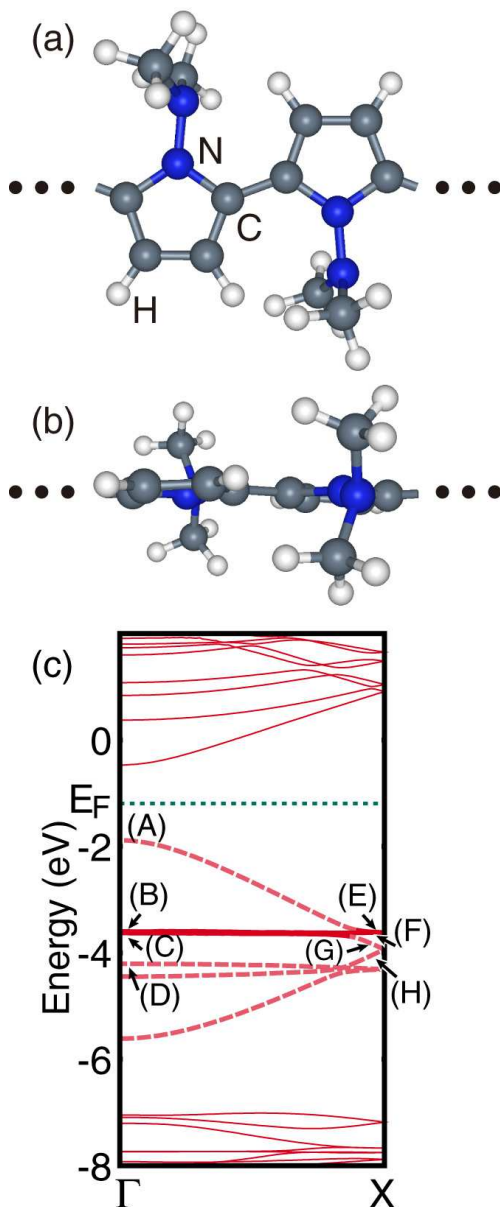 (a)
N
C
H
(b)
(c)
0
E_F
(A)
-2
(B)
(E)
(F)
(C)
(G)
-4
(D)
(H)
-6
-8
Energy (eV)
Γ
X